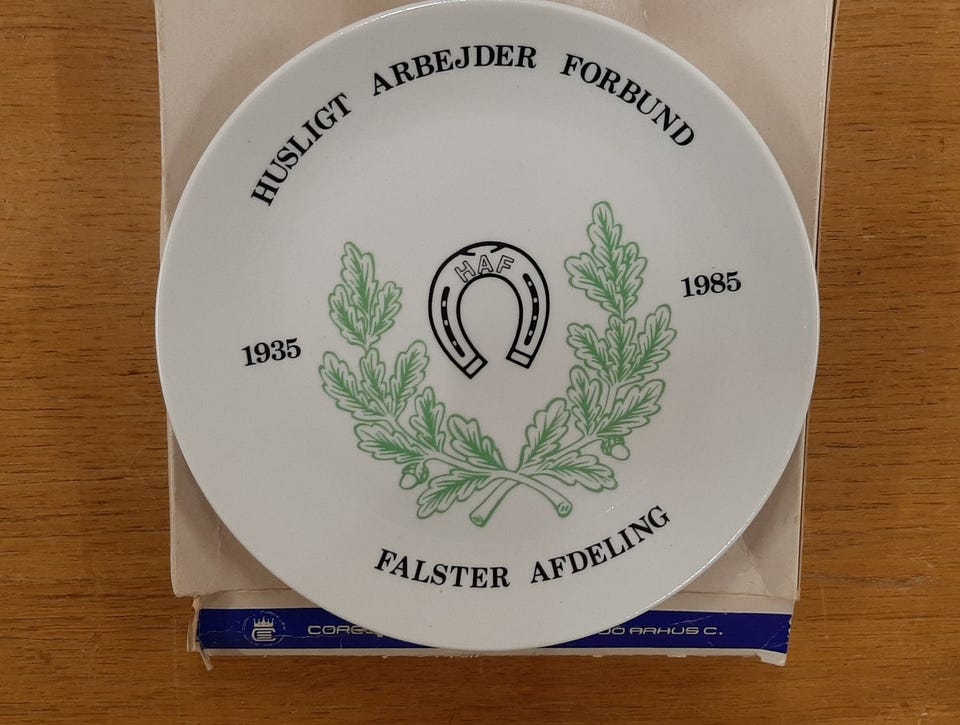 HUSLIGT ARBEJDER FORBUND
HAF
1935
1985
FALSTER AFDELING
ARHUS C.